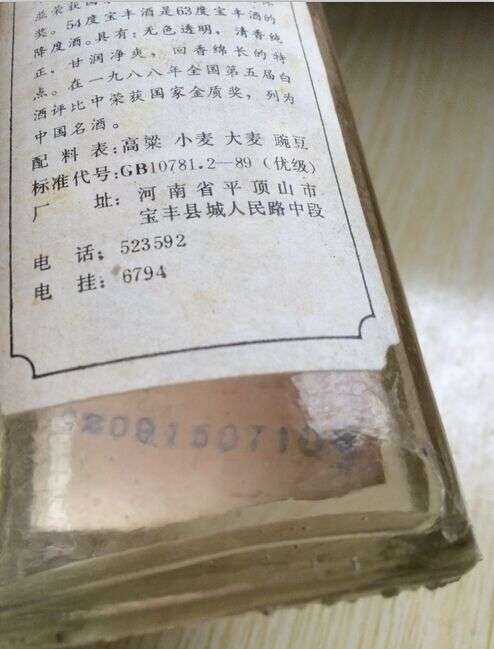 奖。54度宝丰酒是63度宝丰酒的
降度酒。具有：无色透明，清香纯
正，甘润净爽，回香绵长的特
点。在一九八八年全国第五届白
酒评比中荣获国家金质奖，列为
中国名酒。
配料表：高粱 小麦 大麦 豌豆
标准代号：GB10781.2-89（优级）
厂 址：河南省平顶山市
宝丰县城人民路中段
电 话：523592
电 挂：6794